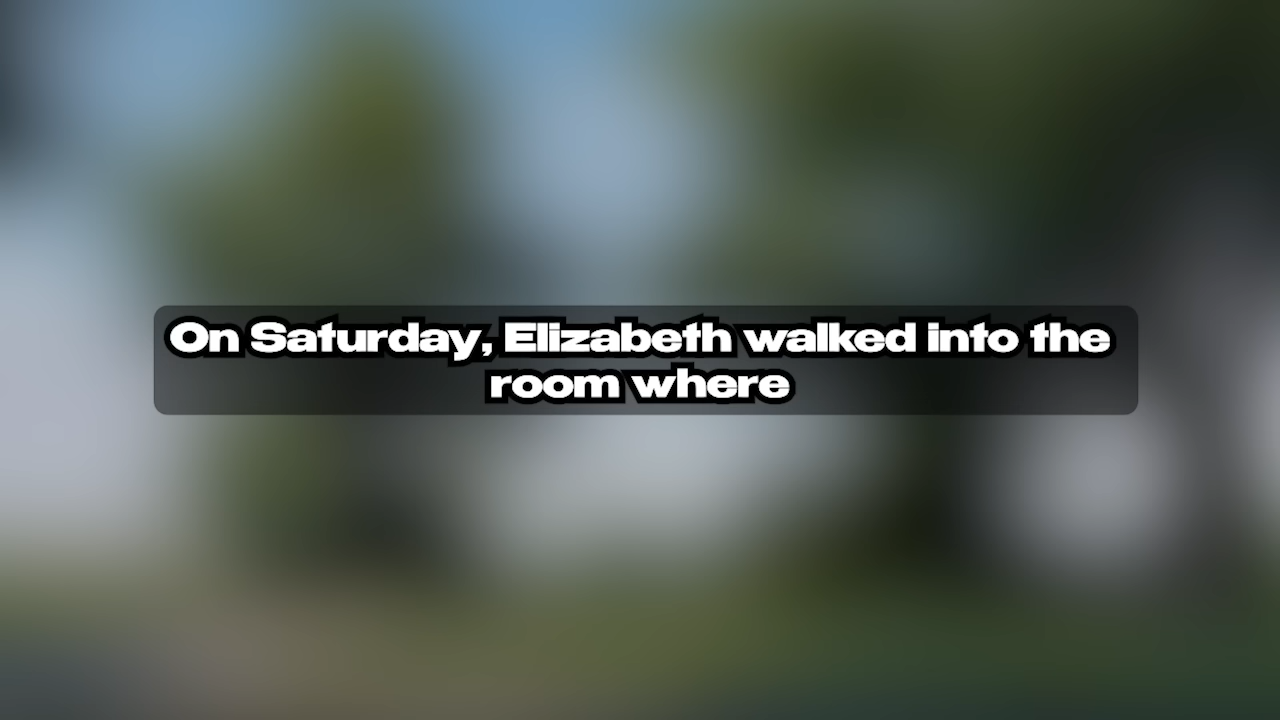 On Saturday, Elizabeth walked into the
room where